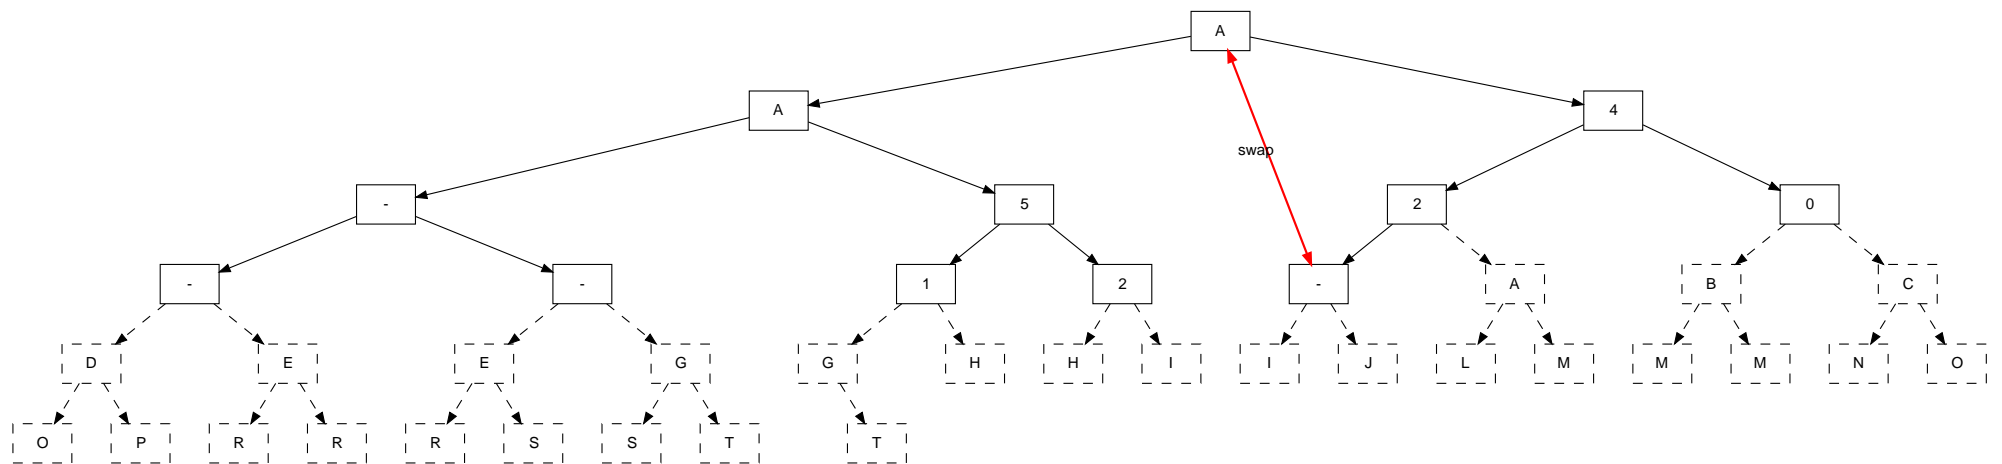 A
A 4
swap
- 5 2 0
- - 1 2 - A B C
D E E G G H H I I J L M M M N O
O P R R R S S T T